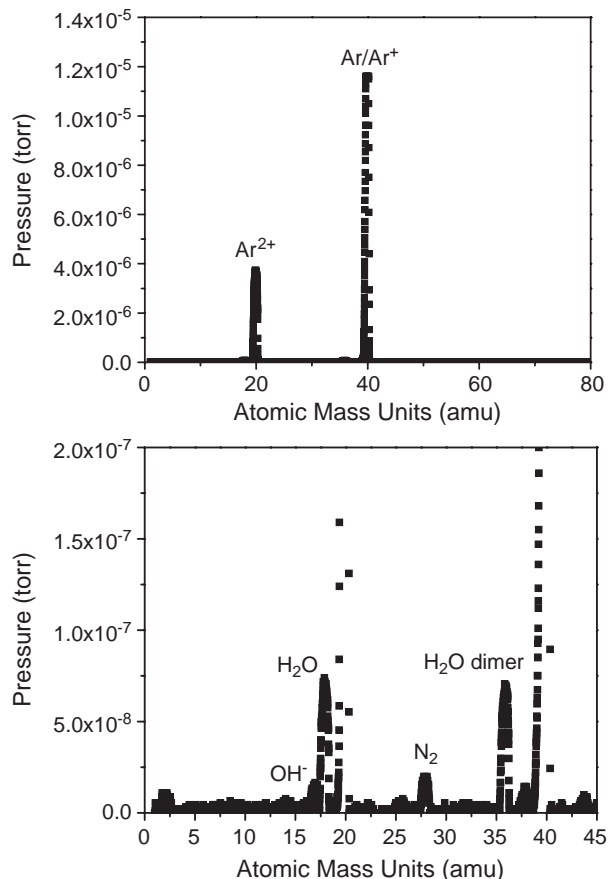 1.4x10⁻⁵
1.2x10⁻⁵
1.0x10⁻⁵
8.0x10⁻⁶
6.0x10⁻⁶
4.0x10⁻⁶
2.0x10⁻⁶
0.0
Pressure (torr)
Ar/Ar⁺
Ar²⁺
0 20 40 60 80
Atomic Mass Units (amu)
2.0x10⁻⁷
1.5x10⁻⁷
1.0x10⁻⁷
5.0x10⁻⁸
0.0
Pressure (torr)
H₂O
H₂O dimer
OH⁻
N₂
0 5 10 15 20 25 30 35 40 45
Atomic Mass Units (amu)